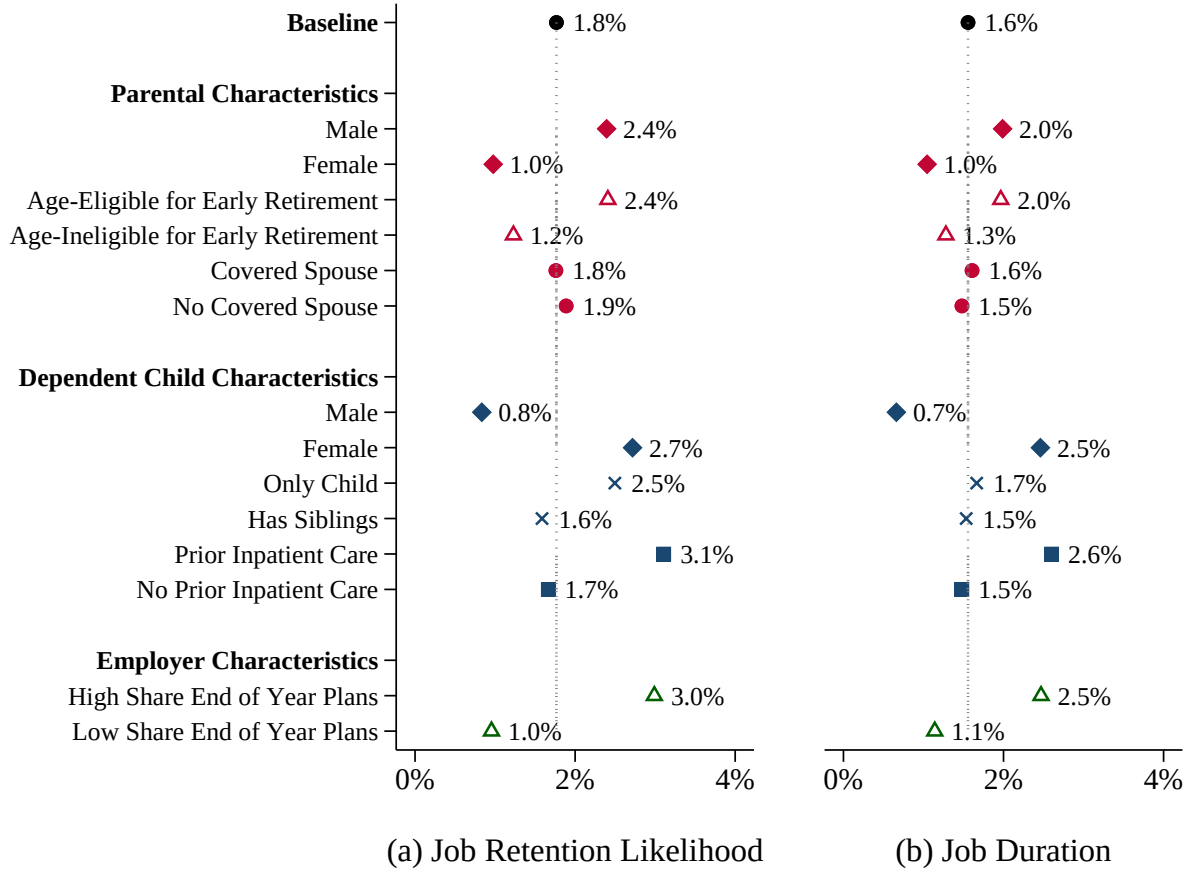 Baseline 1.8% 1.6%
Parental Characteristics
Male 2.4% 2.0%
Female 1.0% 1.0%
Age-Eligible for Early Retirement 2.4% 2.0%
Age-Ineligible for Early Retirement 1.2% 1.3%
Covered Spouse 1.8% 1.6%
No Covered Spouse 1.9% 1.5%
Dependent Child Characteristics
Male 0.8% 0.7%
Female 2.7% 2.5%
Only Child 2.5% 1.7%
Has Siblings 1.6% 1.5%
Prior Inpatient Care 3.1% 2.6%
No Prior Inpatient Care 1.7% 1.5%
Employer Characteristics
High Share End of Year Plans 3.0% 2.5%
Low Share End of Year Plans 1.0% 1.1%
0% 2% 4% 0% 2% 4%
(a) Job Retention Likelihood (b) Job Duration